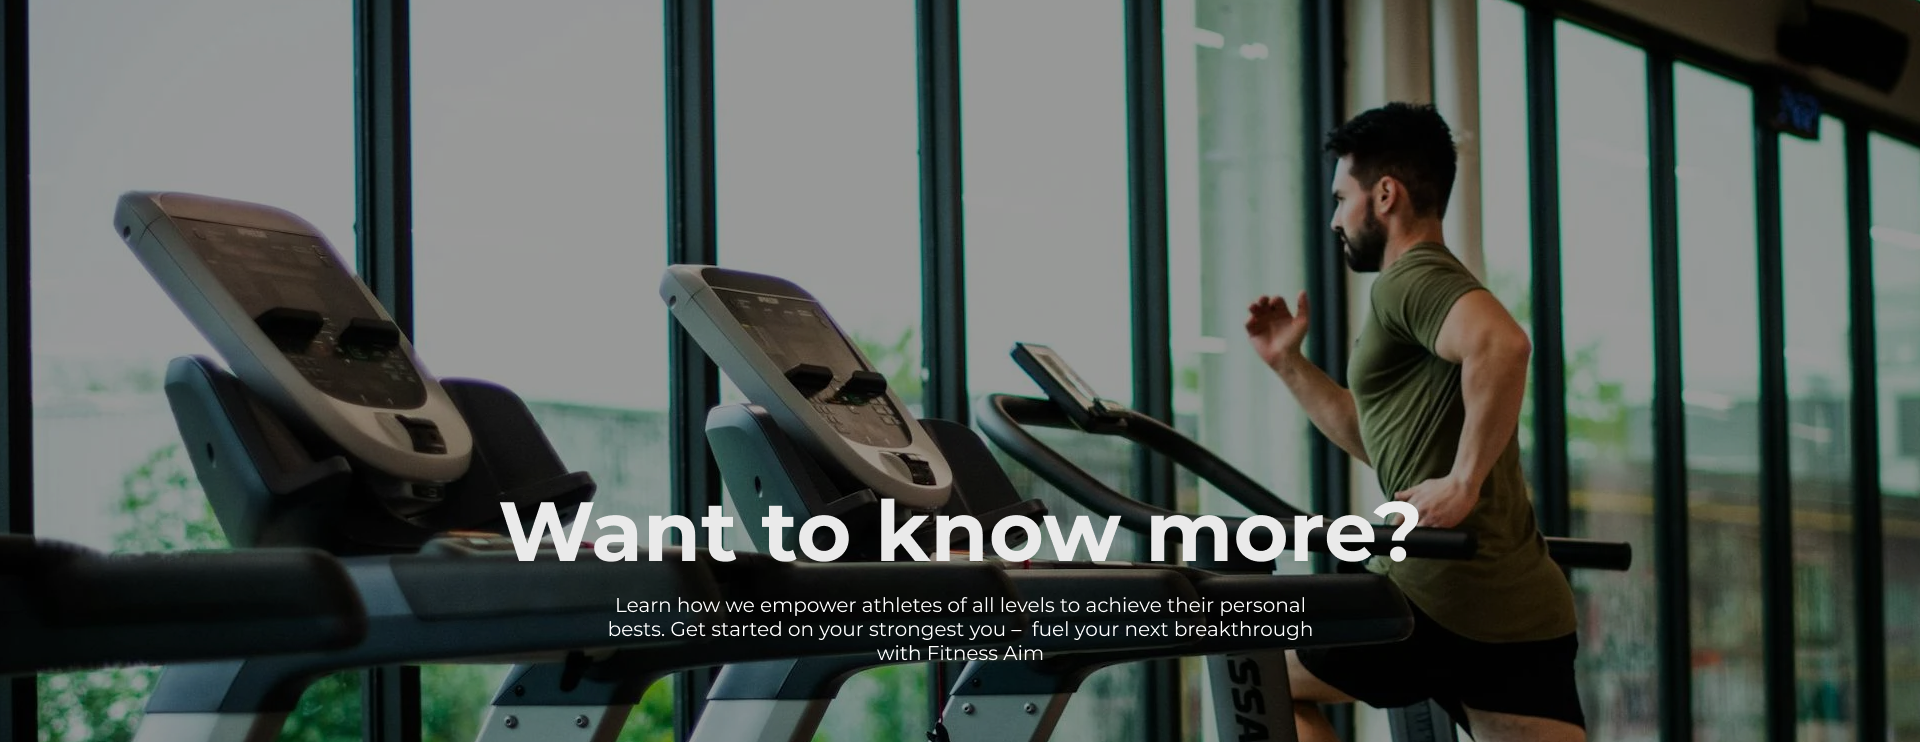 Want to know more?
Learn how we empower athletes of all levels to achieve their personal
bests. Get started on your strongest you –  fuel your next breakthrough
with Fitness Aim